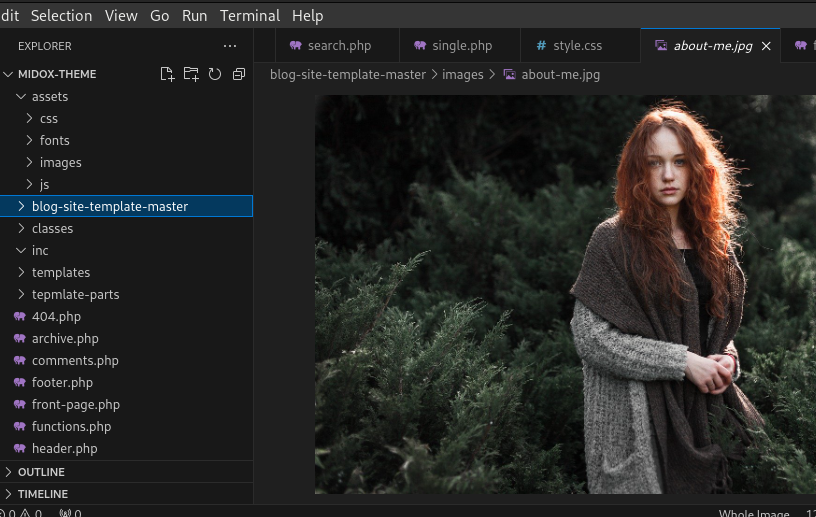 dit Selection View Go Run Terminal Help
EXPLORER ...
search.php single.php # style.css about-me.jpg
MIDOX-THEME
blog-site-template-master > images > about-me.jpg
assets
css
fonts
images
js
blog-site-template-master
classes
inc
templates
tepmlate-parts
404.php
archive.php
comments.php
footer.php
front-page.php
functions.php
header.php
OUTLINE
TIMELINE
0 0 0
Whole Image